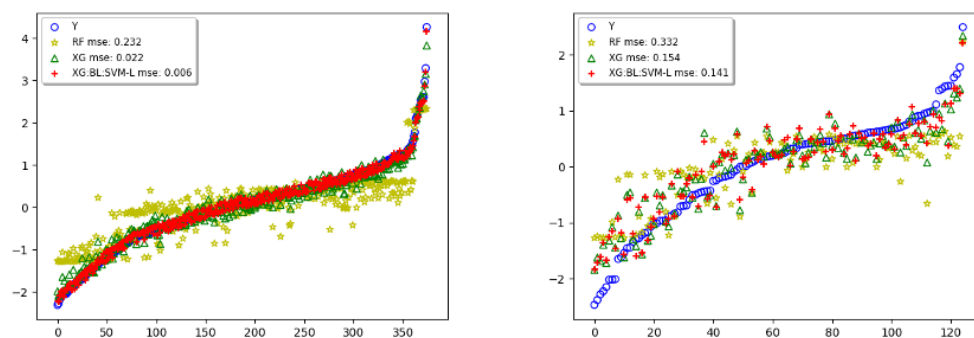 Y
RF mse: 0.232
XG mse: 0.022
XG:BL:SVM-L mse: 0.006
4
3
2
1
0
−1
−2
0 50 100 150 200 250 300 350
Y
RF mse: 0.332
XG mse: 0.154
XG:BL:SVM-L mse: 0.141
2
1
0
−1
−2
0 20 40 60 80 100 120